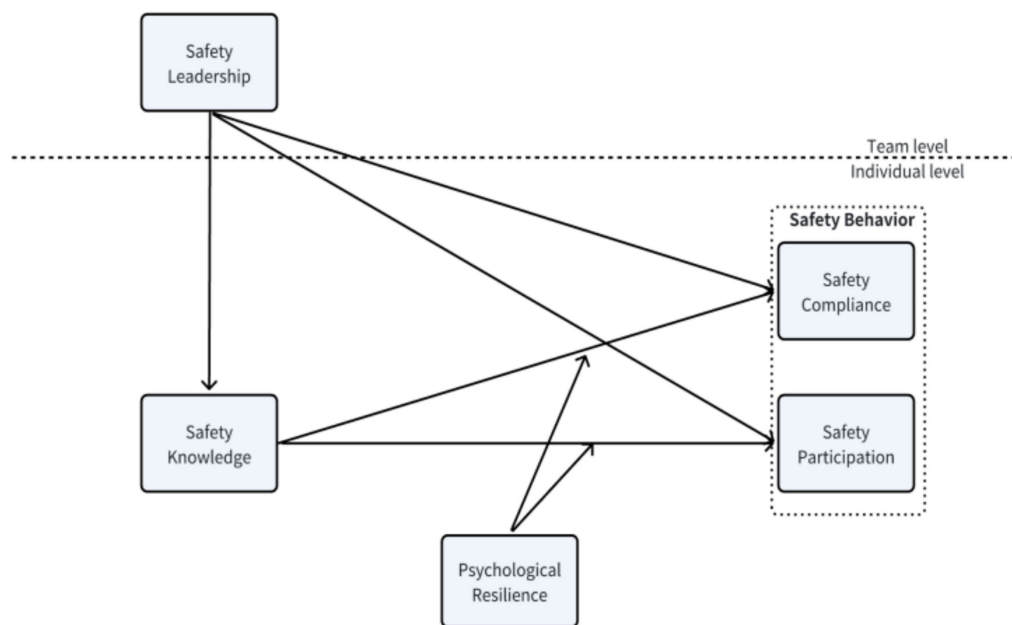 Safety
Leadership
Team level
Individual level
Safety Behavior
Safety
Compliance
Safety
Knowledge
Safety
Participation
Psychological
Resilience